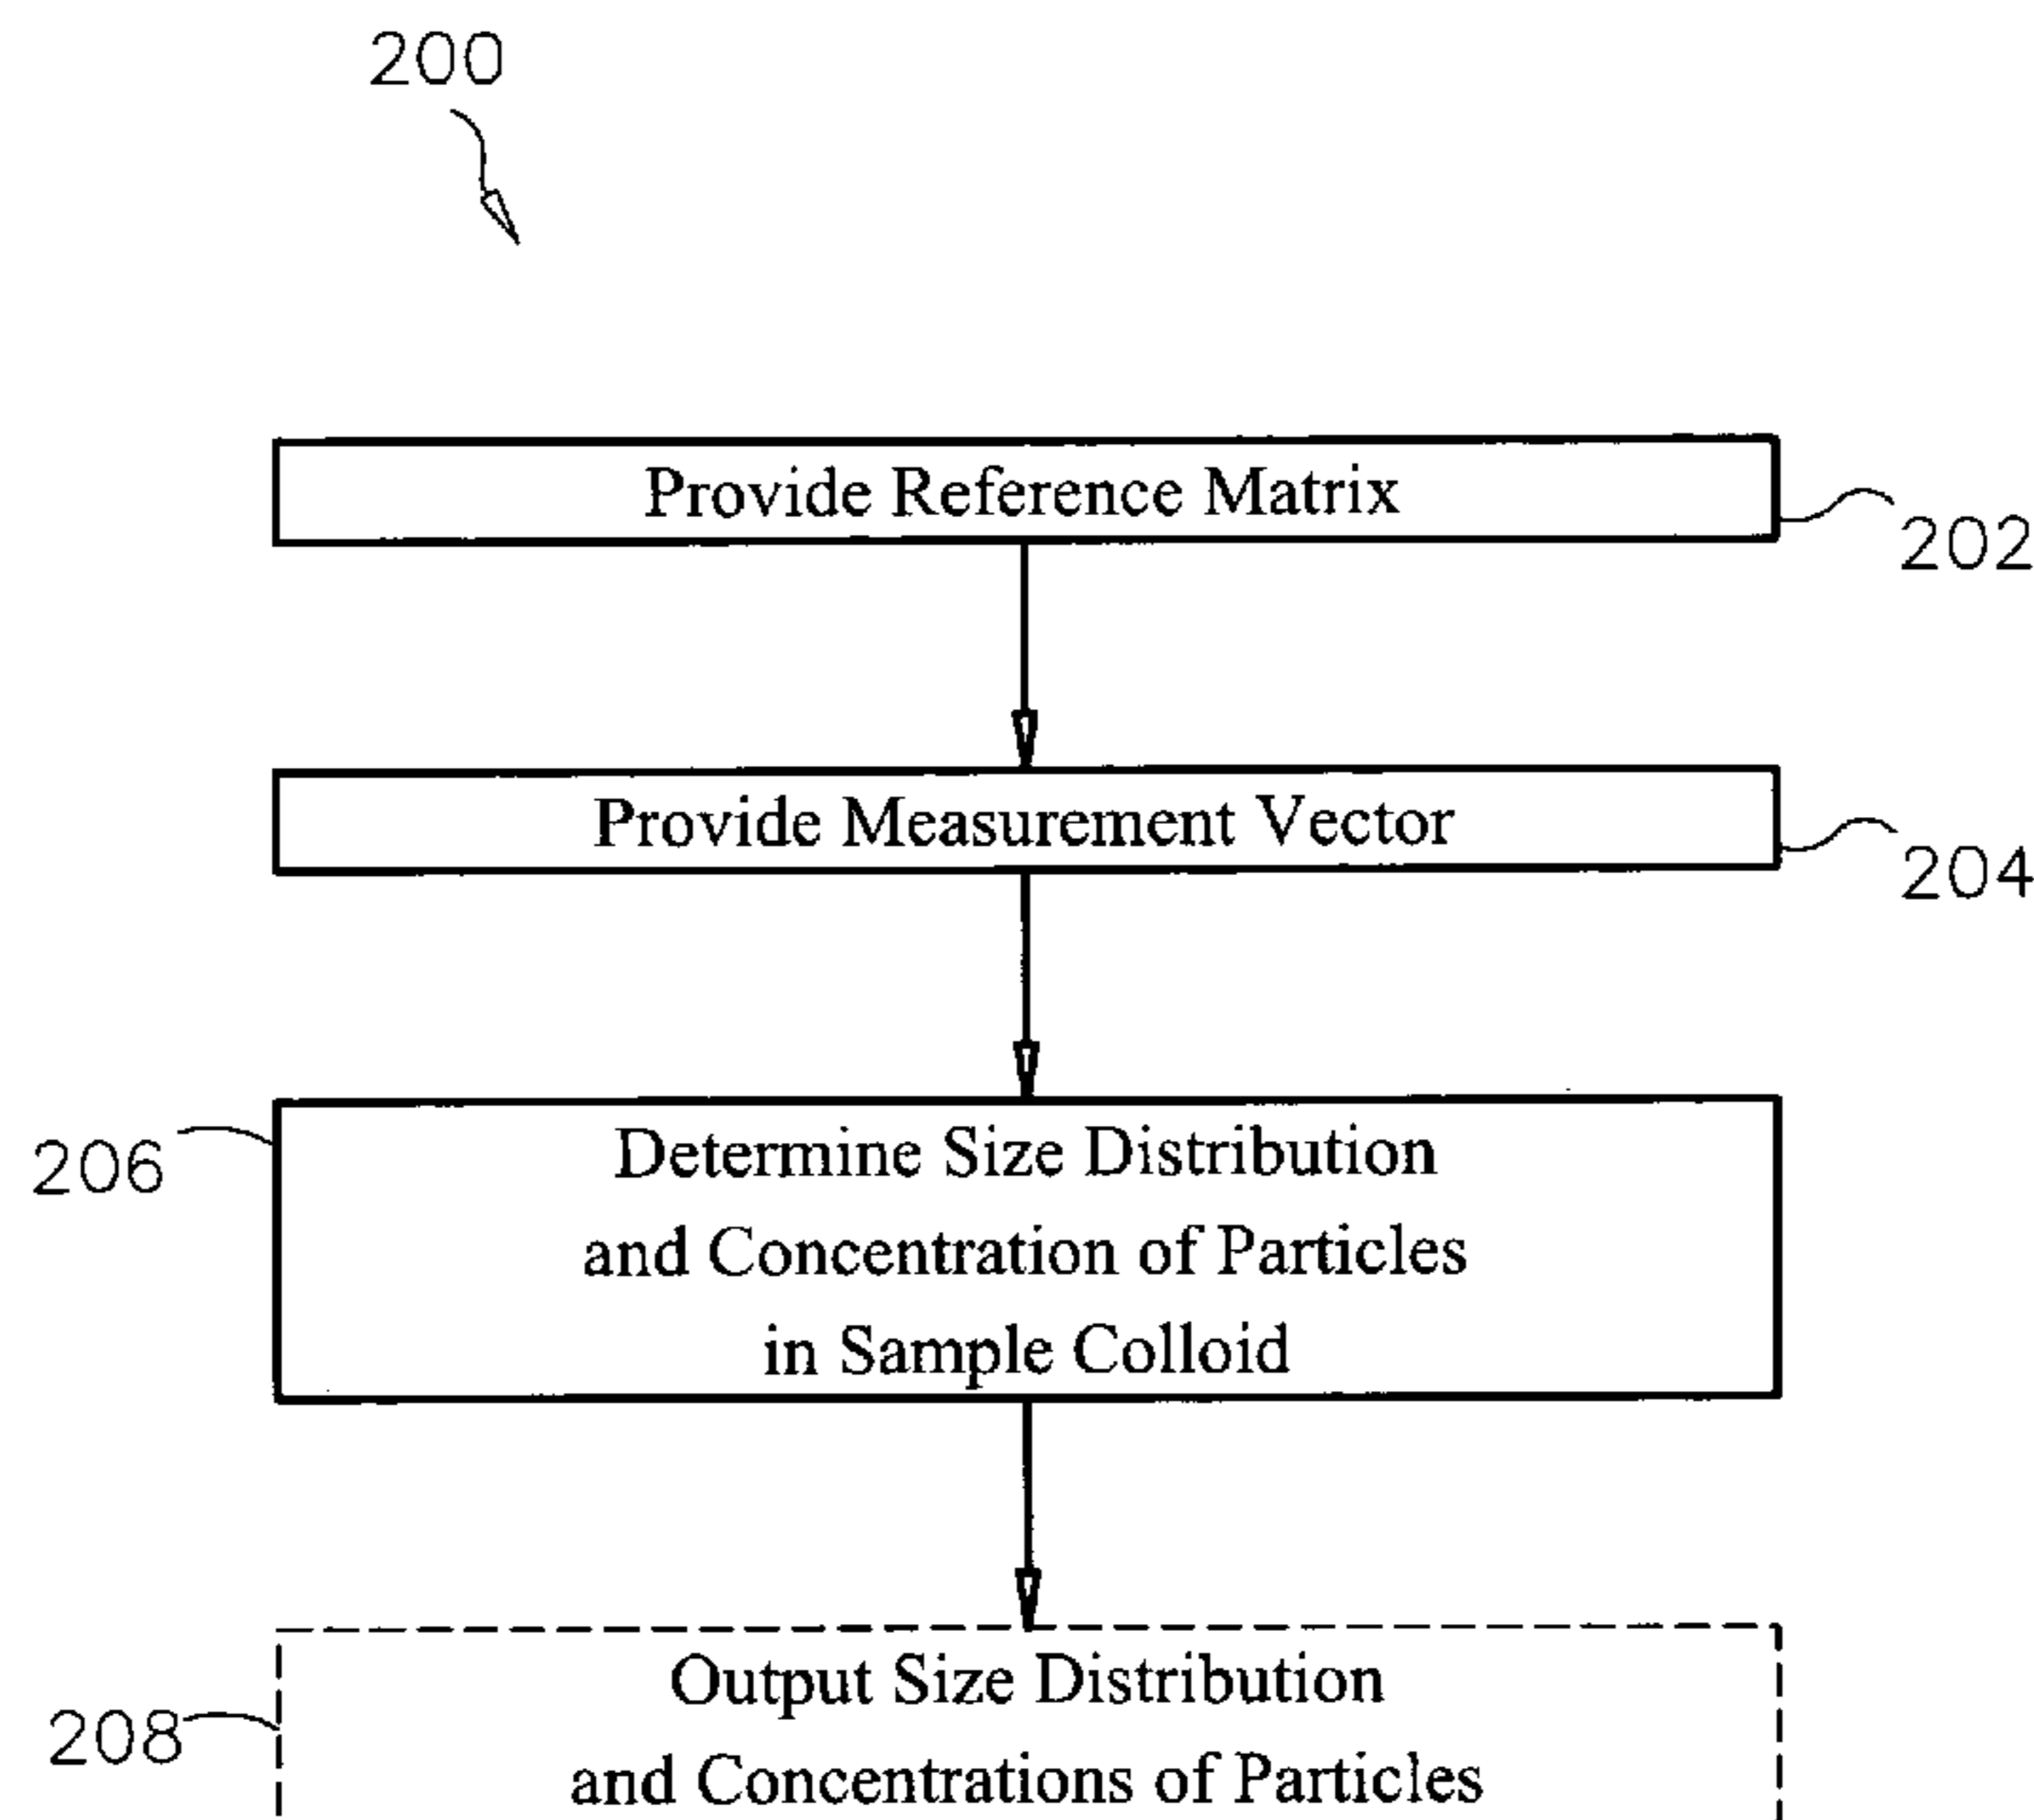 200
Provide Reference Matrix
202
Provide Measurement Vector
204
206
Determine Size Distribution
and Concentration of Particles
in Sample Colloid
Output Size Distribution
208
and Concentrations of Particles